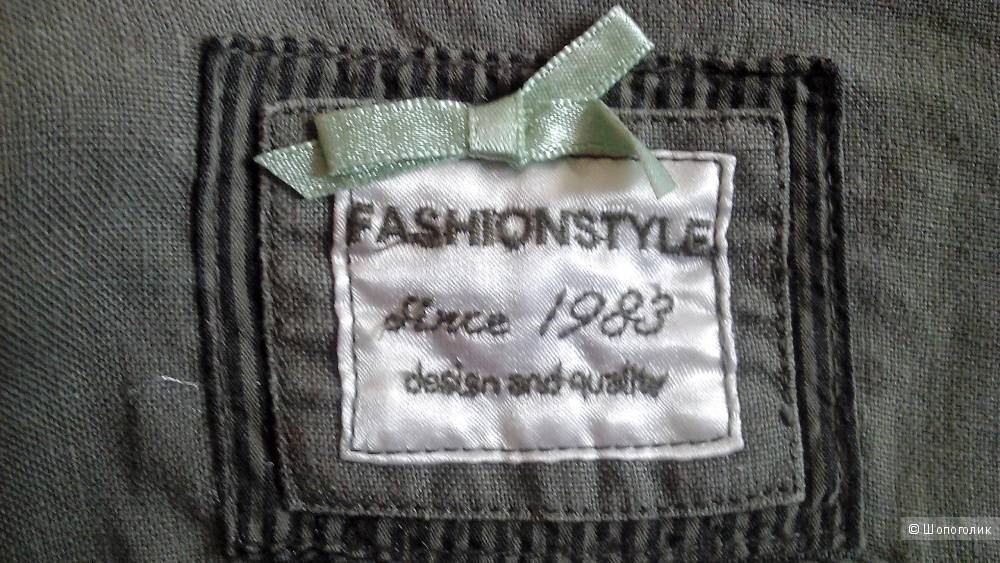 FASHIONSTYLE
Since 1983
design and quality
© Шопоголик